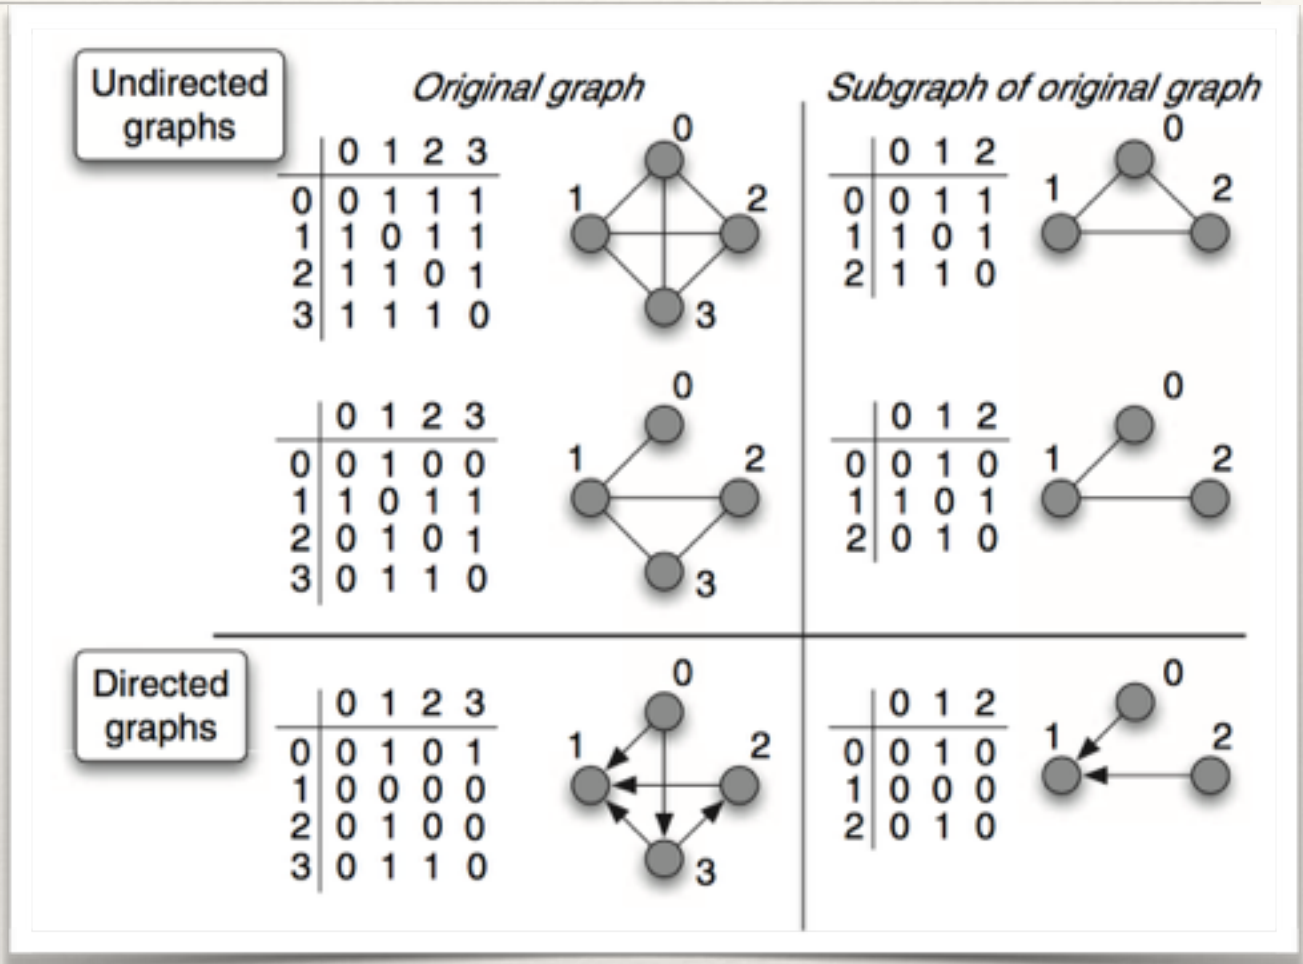 Undirected
graphs
Original graph
Subgraph of original graph
0 1 2 3
0 0 1 1 1
1 1 0 1 1
2 1 1 0 1
3 1 1 1 0
0
1
2
3
0 1 2
0 0 1 1
1 1 0 1
2 1 1 0
0
1
2
0 1 2 3
0 0 1 0 0
1 1 0 1 1
2 0 1 0 1
3 0 1 1 0
0
1
2
3
0 1 2
0 0 1 0
1 1 0 1
2 0 1 0
0
1
2
Directed
graphs
0 1 2 3
0 0 1 0 1
1 0 0 0 0
2 0 1 0 0
3 0 1 1 0
0
1
2
3
0 1 2
0 0 1 0
1 0 0 0
2 0 1 0
0
1
2